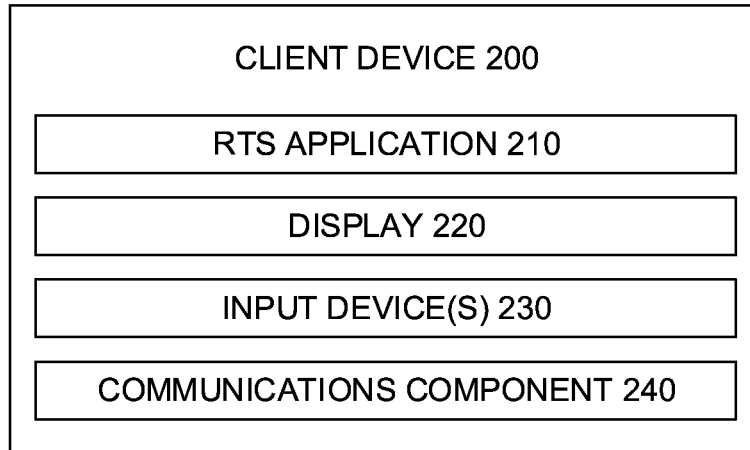 CLIENT DEVICE 200
RTS APPLICATION 210
DISPLAY 220
INPUT DEVICE(S) 230
COMMUNICATIONS COMPONENT 240